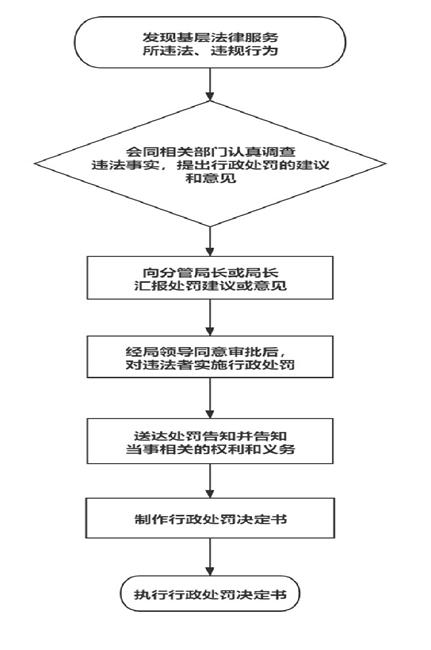 发现基层法律服务
所违法、违规行为
会同相关部门认真调查
违法事实，提出行政处罚的建议
和意见
向分管局长或局长
汇报处罚建议或意见
经局领导同意审批后，
对违法者实施行政处罚
送达处罚告知并告知
当事相关的权利和义务
制作行政处罚决定书
执行行政处罚决定书